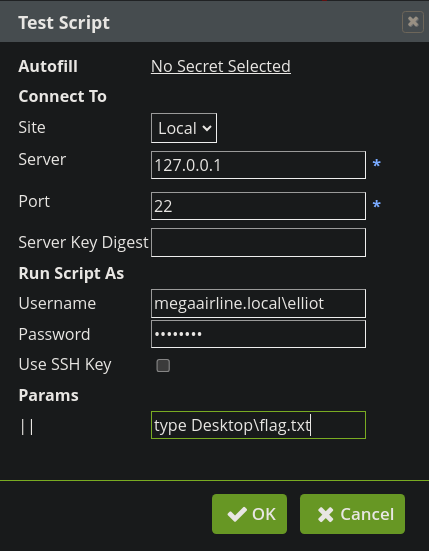 Test Script
Autofill No Secret Selected
Connect To
Site Local
Server 127.0.0.1 *
Port 22 *
Server Key Digest
Run Script As
Username megaairline.local\elliot
Password ••••••••
Use SSH Key
Params
|| type Desktop\flag.txt
OK Cancel